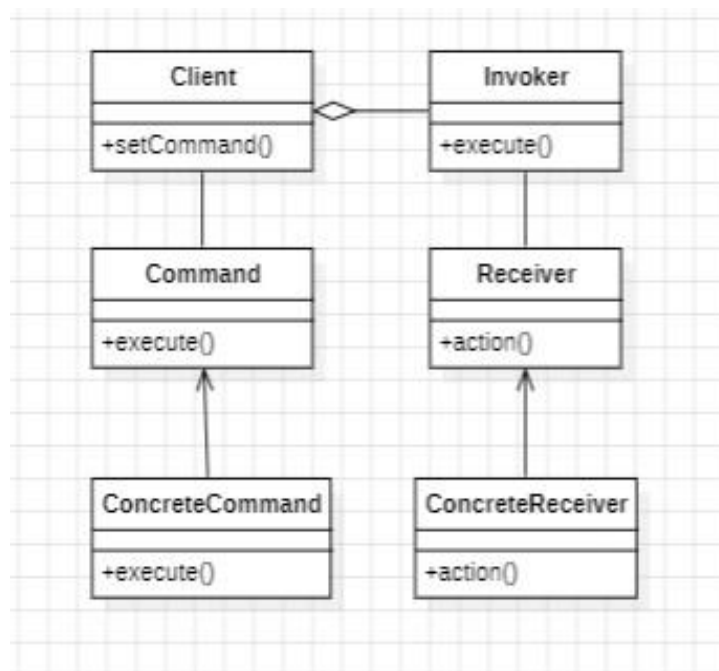 Client
+setCommand()
Invoker
+execute()
Command
+execute()
Receiver
+action()
ConcreteCommand
+execute()
ConcreteReceiver
+action()